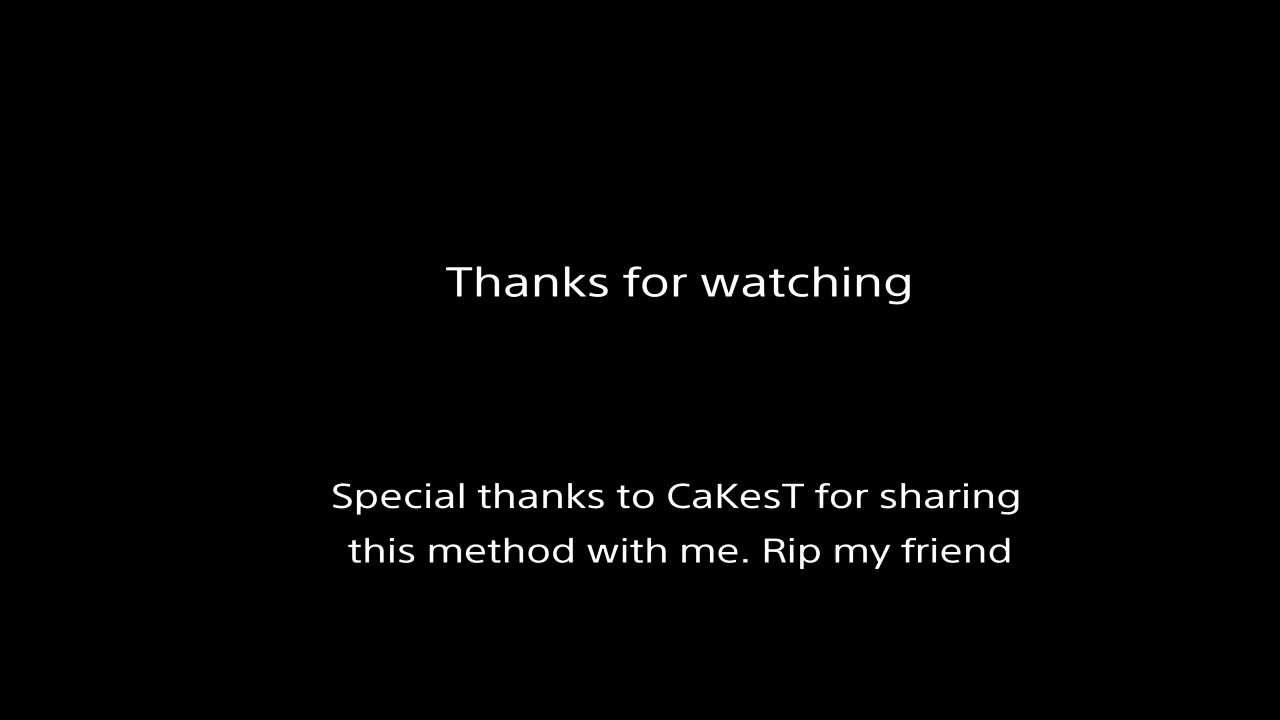 Thanks for watching
Special thanks to CaKesT for sharing
this method with me. Rip my friend